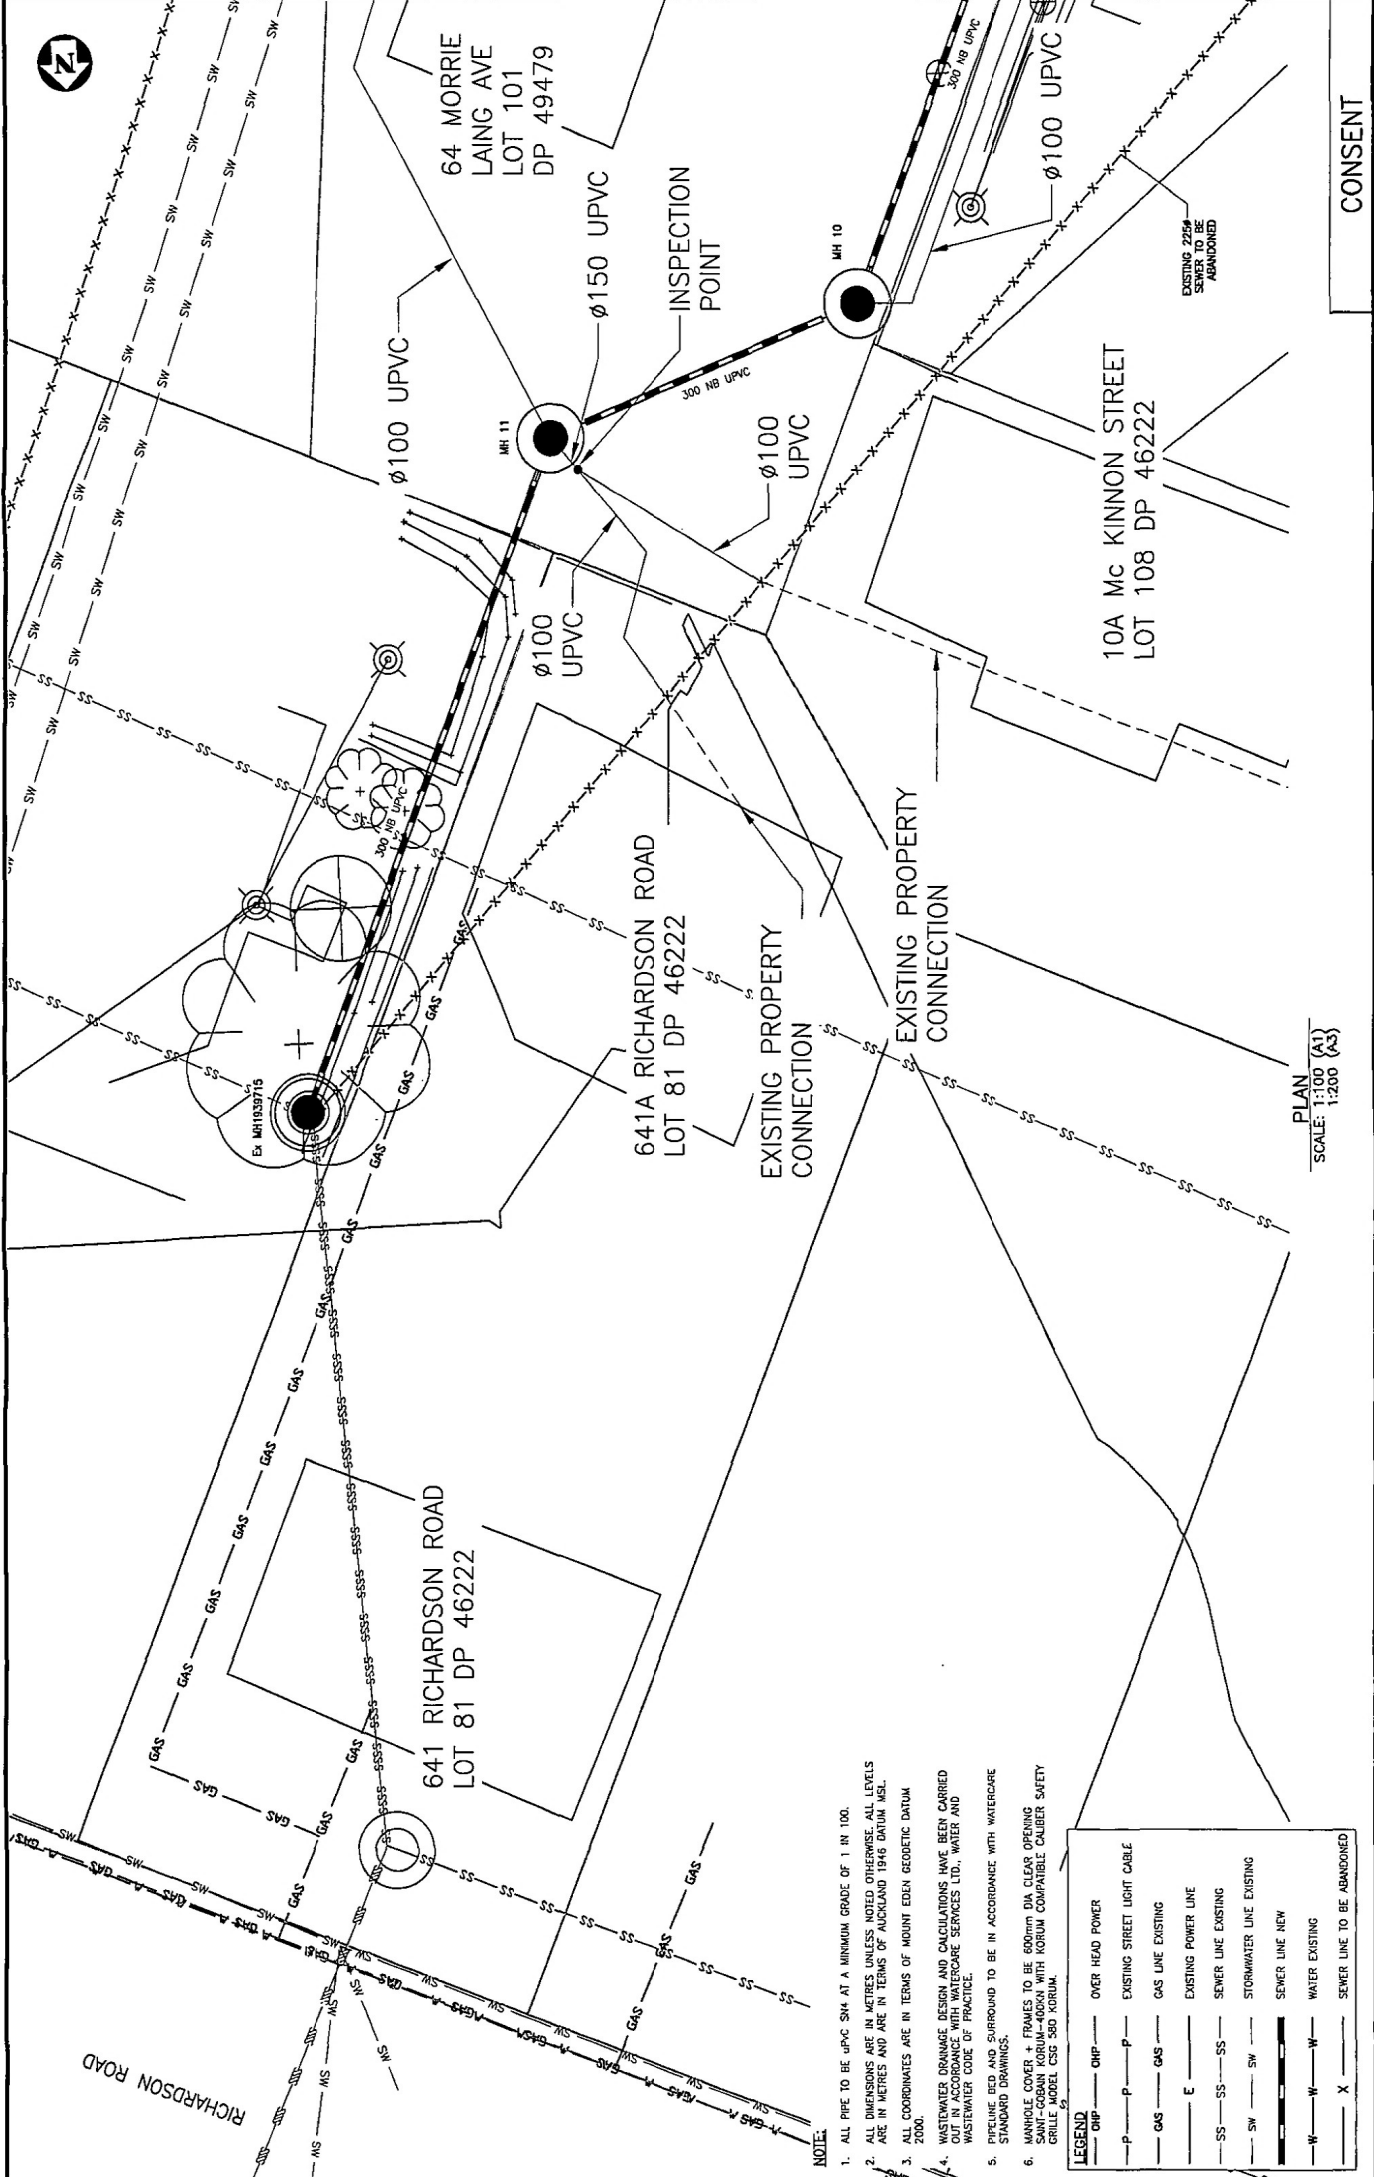 N
64 MORRIE
LAING AVE
LOT 101
DP 49479
ø100 UPVC
ø150 UPVC
INSPECTION
POINT
MH 11
300 NB UPVC
MH 10
300 NB UPVC
ø100 UPVC
EXISTING 225ø
SEWER TO BE
ABANDONED
ø100
UPVC
ø100
UPVC
10A Mc KINNON STREET
LOT 108 DP 46222
300 NB UPVC
Ex MH1939715
641A RICHARDSON ROAD
LOT 81 DP 46222
EXISTING PROPERTY
CONNECTION
EXISTING PROPERTY
CONNECTION
641 RICHARDSON ROAD
LOT 81 DP 46222
RICHARDSON ROAD
PLAN
SCALE: 1:100 (A1)
1:200 (A3)
CONSENT
NOTE:
1. ALL PIPE TO BE uPVC SN4 AT A MINIMUM GRADE OF 1 IN 100.
2. ALL DIMENSIONS ARE IN METRES UNLESS NOTED OTHERWISE. ALL LEVELS
ARE IN METRES AND ARE IN TERMS OF AUCKLAND 1946 DATUM MSL.
3. ALL COORDINATES ARE IN TERMS OF MOUNT EDEN GEODETIC DATUM
2000.
4. WASTEWATER DRAINAGE DESIGN AND CALCULATIONS HAVE BEEN CARRIED
OUT IN ACCORDANCE WITH WATERCARE SERVICES LTD., WATER AND
WASTEWATER CODE OF PRACTICE.
5. PIPELINE BED AND SURROUND TO BE IN ACCORDANCE WITH WATERCARE
STANDARD DRAWINGS.
6. MANHOLE COVER + FRAMES TO BE 600mm DIA CLEAR OPENING
SAINT-GOBAIN KORUM-400KN WITH KORUM COMPATIBLE CALIBER SAFETY
GRILLE MODEL CSG 580 KORUM.
LEGEND
OHP OVER HEAD POWER
P P EXISTING STREET LIGHT CABLE
GAS GAS LINE EXISTING
E EXISTING POWER LINE
SS SS SEWER LINE EXISTING
SW STORMWATER LINE EXISTING
SEWER LINE NEW
W W WATER EXISTING
X SEWER LINE TO BE ABANDONED